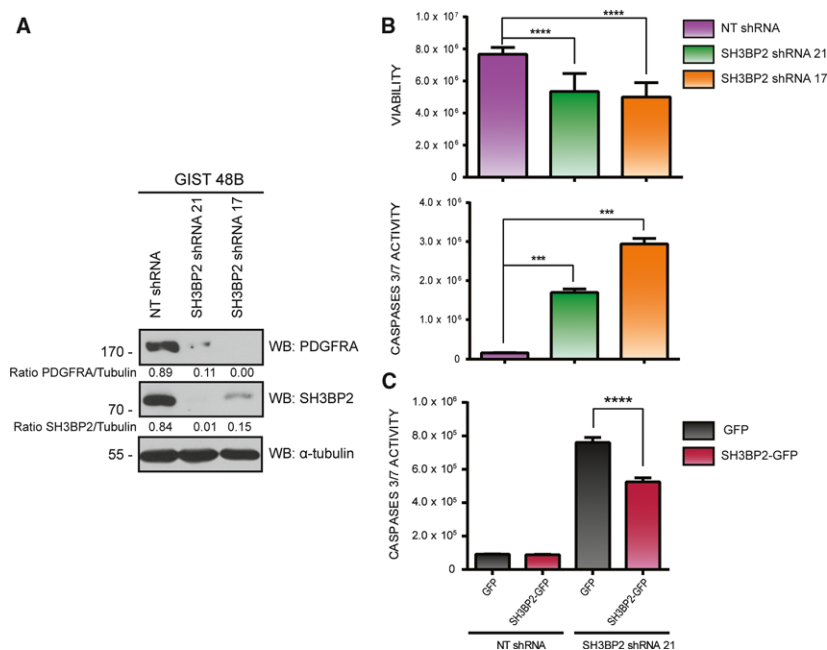 A
GIST 48B
NT shRNA
SH3BP2 shRNA 21
SH3BP2 shRNA 17
170 -
WB: PDGFRA
Ratio PDGFRA/Tubulin 0.89 0.11 0.00
70 -
WB: SH3BP2
Ratio SH3BP2/Tubulin 0.84 0.01 0.15
55 -
WB: α-tubulin
B
VIABILITY
1.0 x 10⁷
8.0 x 10⁶
6.0 x 10⁶
4.0 x 10⁶
2.0 x 10⁶
0
****
****
NT shRNA
SH3BP2 shRNA 21
SH3BP2 shRNA 17
CASPASES 3/7 ACTIVITY
4.0 x 10⁶
3.0 x 10⁶
2.0 x 10⁶
1.0 x 10⁶
0
***
***
C
CASPASES 3/7 ACTIVITY
1.0 x 10⁶
8.0 x 10⁵
6.0 x 10⁵
4.0 x 10⁵
2.0 x 10⁵
0
****
GFP
SH3BP2-GFP
GFP
SH3BP2-GFP
GFP
SH3BP2-GFP
NT shRNA
SH3BP2 shRNA 21